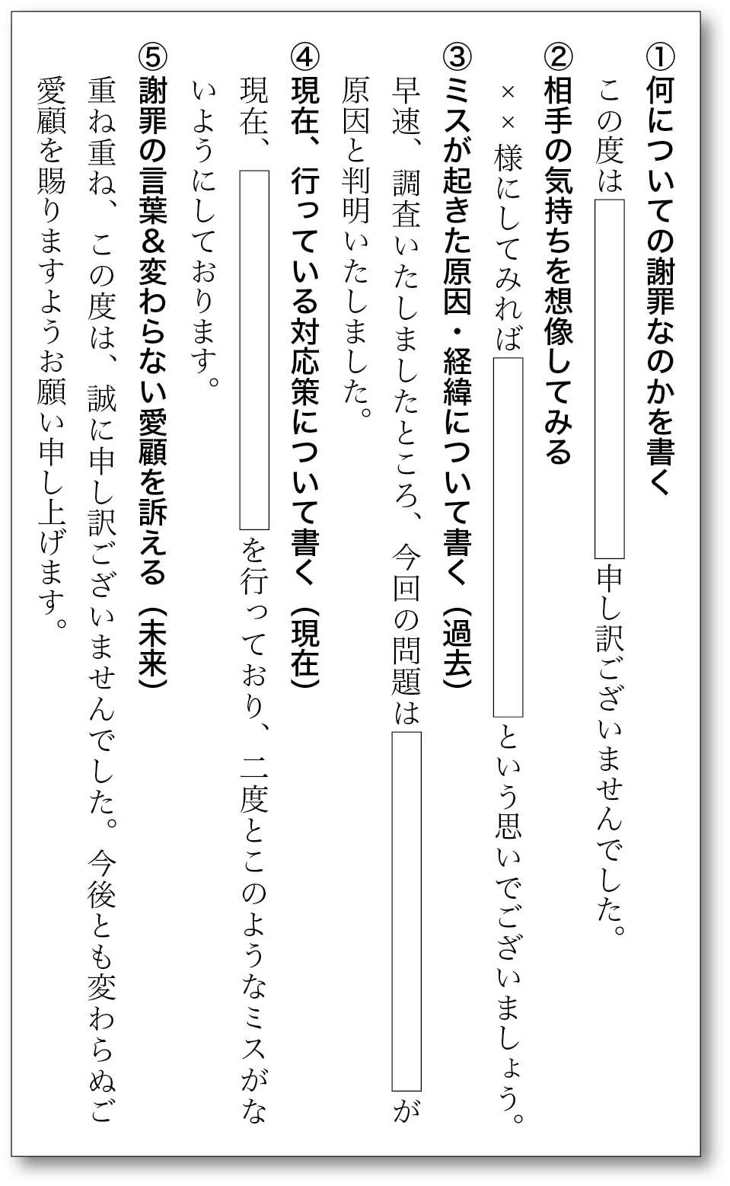 ①何についての謝罪なのかを書く
この度は 申し訳ございませんでした。
②相手の気持ちを想像してみる
××様にしてみれば という思いでございましょう。
③ミスが起きた原因・経緯について書く（過去）
早速、調査いたしましたところ、今回の問題は が
原因と判明いたしました。
④現在、行っている対応策について書く（現在）
現在、 を行っており、二度とこのようなミスがな
いようにしております。
⑤謝罪の言葉＆変わらない愛顧を訴える（未来）
重ね重ね、この度は、誠に申し訳ございませんでした。今後とも変わらぬご
愛顧を賜りますようお願い申し上げます。